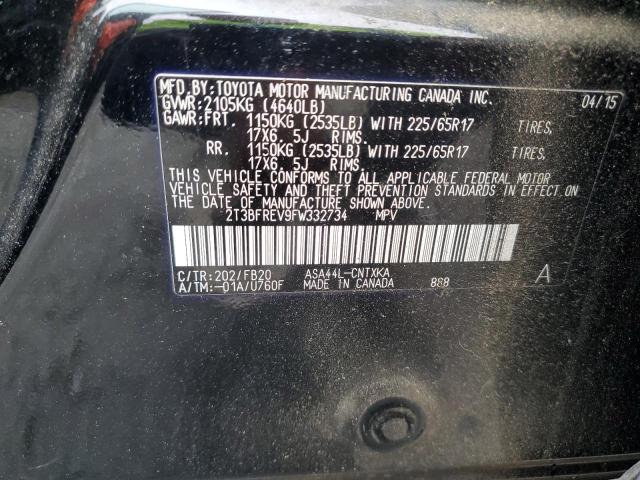 MFD.BY:TOYOTA MOTOR MANUFACTURING CANADA INC. 04/15
GVWR:2105KG (4640LB)
GAWR:FRT. 1150KG (2535LB) WITH 225/65R17 TIRES,
17X6. 5J RIMS.
RR. 1150KG (2535LB) WITH 225/65R17 TIRES,
17X6. 5J RIMS.
THIS VEHICLE CONFORMS TO ALL APPLICABLE FEDERAL MOTOR
VEHICLE SAFETY AND THEFT PREVENTION STANDARDS IN EFFECT ON
THE DATE OF MANUFACTURE SHOWN ABOVE.
2T3BFREV9FW332734 MPV
C/TR:202/FB20 ASA44L-CNTXKA
A/TM:-01A/U760F MADE IN CANADA 888 A